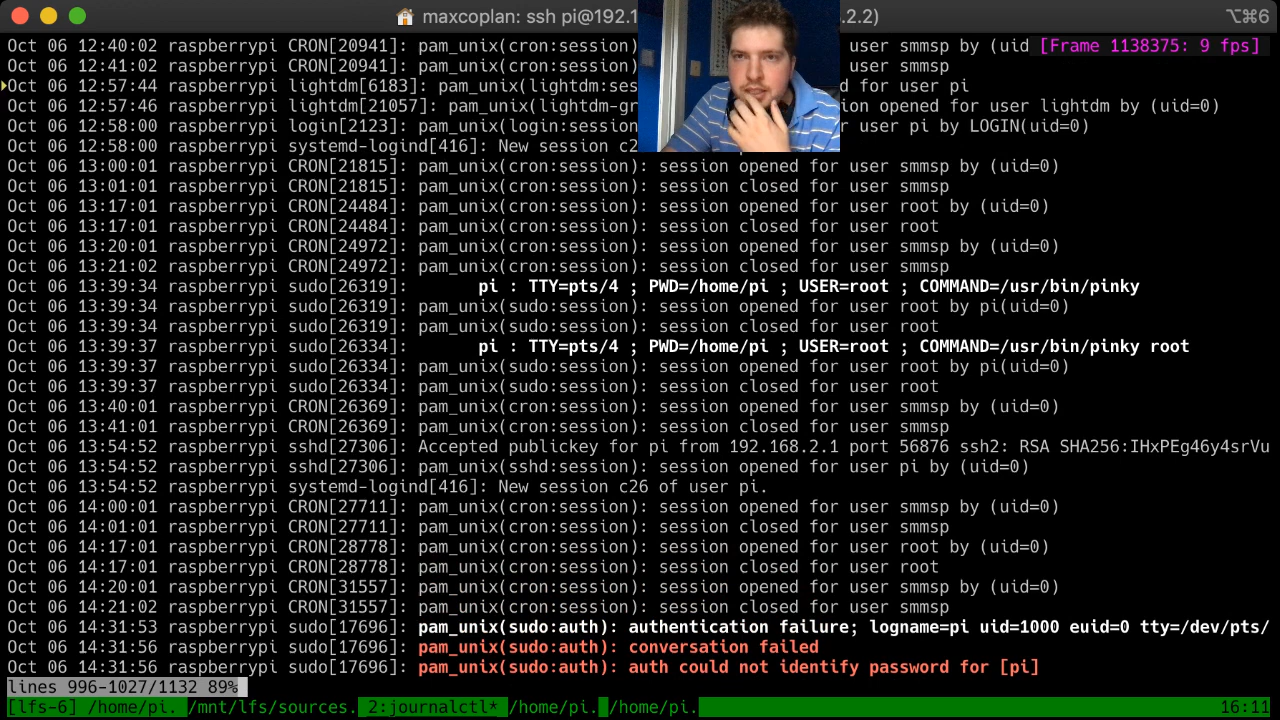 maxcoplan: ssh pi@192.1 .2.2) ⌥⌘6
Oct 06 12:40:02 raspberrypi CRON[20941]: pam_unix(cron:session) for user smmsp by (uid [Frame 1138375: 9 fps]
Oct 06 12:41:02 raspberrypi CRON[20941]: pam_unix(cron:session) user smmsp
Oct 06 12:57:44 raspberrypi lightdm[6183]: pam_unix(lightdm:ses d for user pi
Oct 06 12:57:46 raspberrypi lightdm[21057]: pam_unix(lightdm-gr ion opened for user lightdm by (uid=0)
Oct 06 12:58:00 raspberrypi login[2123]: pam_unix(login:session r user pi by LOGIN(uid=0)
Oct 06 12:58:00 raspberrypi systemd-logind[416]: New session c2
Oct 06 13:00:01 raspberrypi CRON[21815]: pam_unix(cron:session): session opened for user smmsp by (uid=0)
Oct 06 13:01:01 raspberrypi CRON[21815]: pam_unix(cron:session): session closed for user smmsp
Oct 06 13:17:01 raspberrypi CRON[24484]: pam_unix(cron:session): session opened for user root by (uid=0)
Oct 06 13:17:01 raspberrypi CRON[24484]: pam_unix(cron:session): session closed for user root
Oct 06 13:20:01 raspberrypi CRON[24972]: pam_unix(cron:session): session opened for user smmsp by (uid=0)
Oct 06 13:21:02 raspberrypi CRON[24972]: pam_unix(cron:session): session closed for user smmsp
Oct 06 13:39:34 raspberrypi sudo[26319]: pi : TTY=pts/4 ; PWD=/home/pi ; USER=root ; COMMAND=/usr/bin/pinky
Oct 06 13:39:34 raspberrypi sudo[26319]: pam_unix(sudo:session): session opened for user root by pi(uid=0)
Oct 06 13:39:34 raspberrypi sudo[26319]: pam_unix(sudo:session): session closed for user root
Oct 06 13:39:37 raspberrypi sudo[26334]: pi : TTY=pts/4 ; PWD=/home/pi ; USER=root ; COMMAND=/usr/bin/pinky root
Oct 06 13:39:37 raspberrypi sudo[26334]: pam_unix(sudo:session): session opened for user root by pi(uid=0)
Oct 06 13:39:37 raspberrypi sudo[26334]: pam_unix(sudo:session): session closed for user root
Oct 06 13:40:01 raspberrypi CRON[26369]: pam_unix(cron:session): session opened for user smmsp by (uid=0)
Oct 06 13:41:01 raspberrypi CRON[26369]: pam_unix(cron:session): session closed for user smmsp
Oct 06 13:54:52 raspberrypi sshd[27306]: Accepted publickey for pi from 192.168.2.1 port 56876 ssh2: RSA SHA256:IHxPEg46y4srVu
Oct 06 13:54:52 raspberrypi sshd[27306]: pam_unix(sshd:session): session opened for user pi by (uid=0)
Oct 06 13:54:52 raspberrypi systemd-logind[416]: New session c26 of user pi.
Oct 06 14:00:01 raspberrypi CRON[27711]: pam_unix(cron:session): session opened for user smmsp by (uid=0)
Oct 06 14:01:01 raspberrypi CRON[27711]: pam_unix(cron:session): session closed for user smmsp
Oct 06 14:17:01 raspberrypi CRON[28778]: pam_unix(cron:session): session opened for user root by (uid=0)
Oct 06 14:17:01 raspberrypi CRON[28778]: pam_unix(cron:session): session closed for user root
Oct 06 14:20:01 raspberrypi CRON[31557]: pam_unix(cron:session): session opened for user smmsp by (uid=0)
Oct 06 14:21:02 raspberrypi CRON[31557]: pam_unix(cron:session): session closed for user smmsp
Oct 06 14:31:53 raspberrypi sudo[17696]: pam_unix(sudo:auth): authentication failure; logname=pi uid=1000 euid=0 tty=/dev/pts/
Oct 06 14:31:56 raspberrypi sudo[17696]: pam_unix(sudo:auth): conversation failed
Oct 06 14:31:56 raspberrypi sudo[17696]: pam_unix(sudo:auth): auth could not identify password for [pi]
lines 996-1027/1132 89%
[lfs-6] /home/pi. /mnt/lfs/sources. 2:journalctl* /home/pi. /home/pi. 16:11